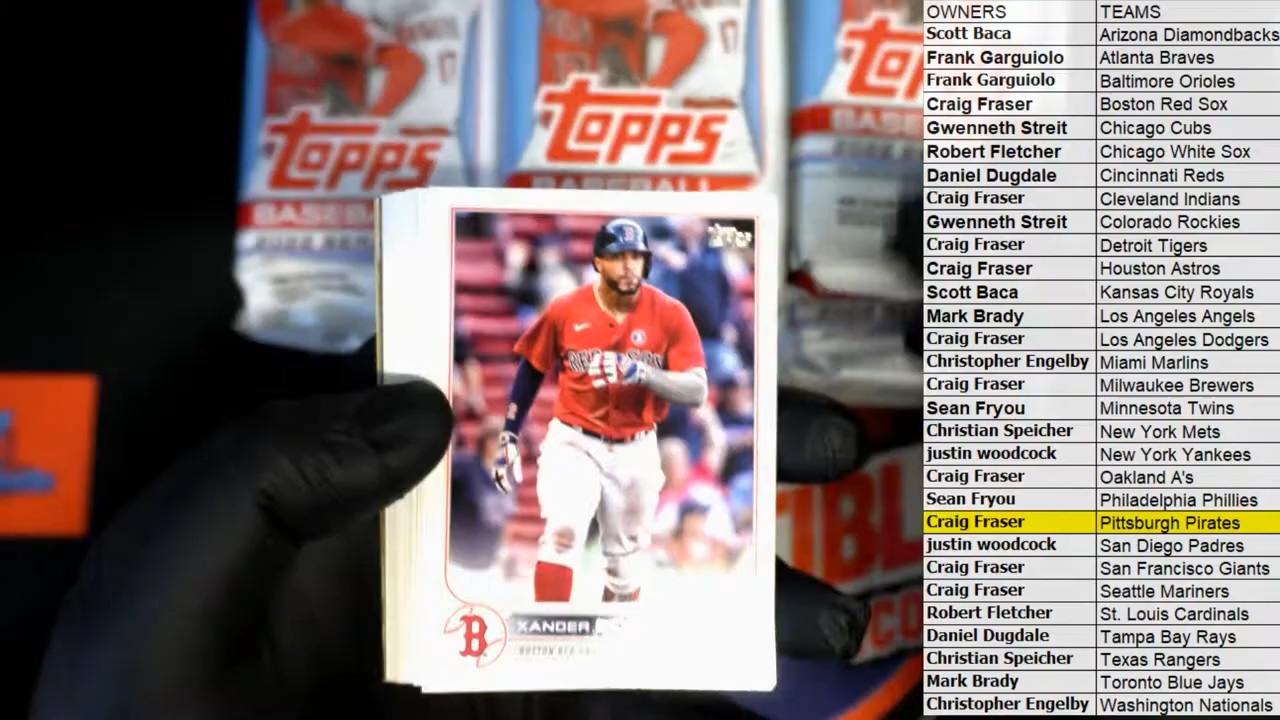 TOPPS
TOPPS
BASEBALL
XANDER
B
OWNERS TEAMS
Scott Baca Arizona Diamondbacks
Frank Garguiolo Atlanta Braves
Frank Garguiolo Baltimore Orioles
Craig Fraser Boston Red Sox
Gwenneth Streit Chicago Cubs
Robert Fletcher Chicago White Sox
Daniel Dugdale Cincinnati Reds
Craig Fraser Cleveland Indians
Gwenneth Streit Colorado Rockies
Craig Fraser Detroit Tigers
Craig Fraser Houston Astros
Scott Baca Kansas City Royals
Mark Brady Los Angeles Angels
Craig Fraser Los Angeles Dodgers
Christopher Engelby Miami Marlins
Craig Fraser Milwaukee Brewers
Sean Fryou Minnesota Twins
Christian Speicher New York Mets
justin woodcock New York Yankees
Craig Fraser Oakland A's
Sean Fryou Philadelphia Phillies
Craig Fraser Pittsburgh Pirates
justin woodcock San Diego Padres
Craig Fraser San Francisco Giants
Craig Fraser Seattle Mariners
Robert Fletcher St. Louis Cardinals
Daniel Dugdale Tampa Bay Rays
Christian Speicher Texas Rangers
Mark Brady Toronto Blue Jays
Christopher Engelby Washington Nationals